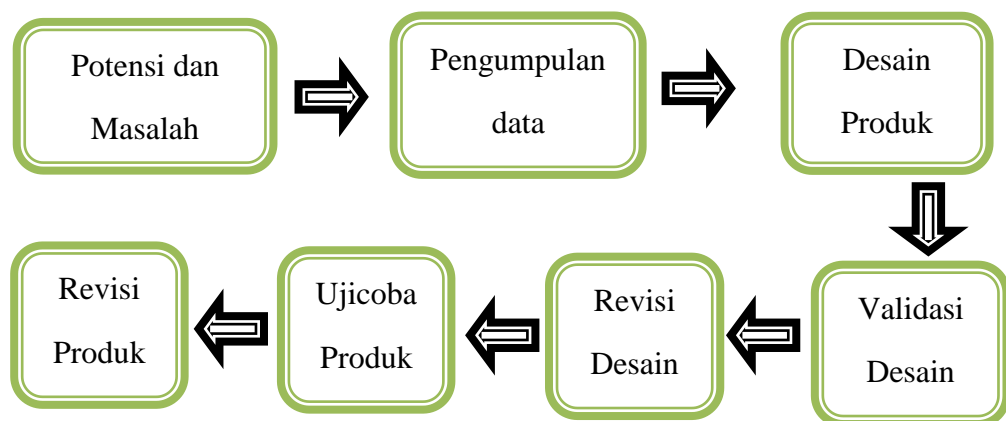 Potensi dan
Masalah
Pengumpulan
data
Desain
Produk
Validasi
Desain
Revisi
Desain
Ujicoba
Produk
Revisi
Produk